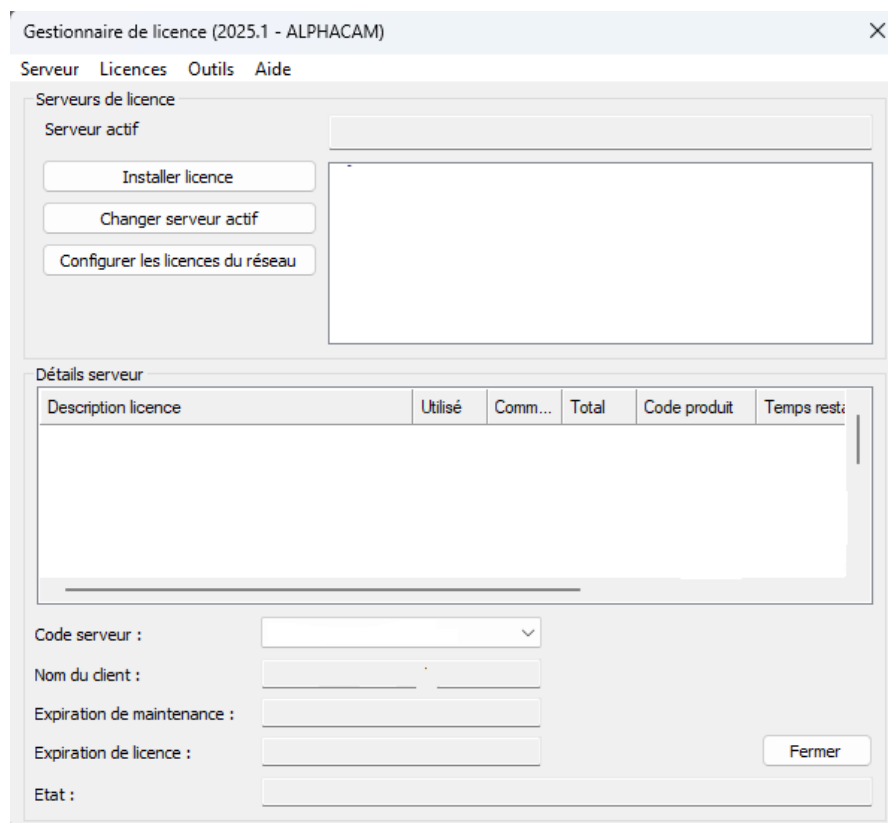 Gestionnaire de licence (2025.1 - ALPHACAM)
Serveur Licences Outils Aide
Serveurs de licence
Serveur actif
Installer licence
Changer serveur actif
Configurer les licences du réseau
Détails serveur
Description licence Utilisé Comm... Total Code produit Temps resta
Code serveur :
Nom du client :
Expiration de maintenance :
Expiration de licence :
Fermer
Etat :